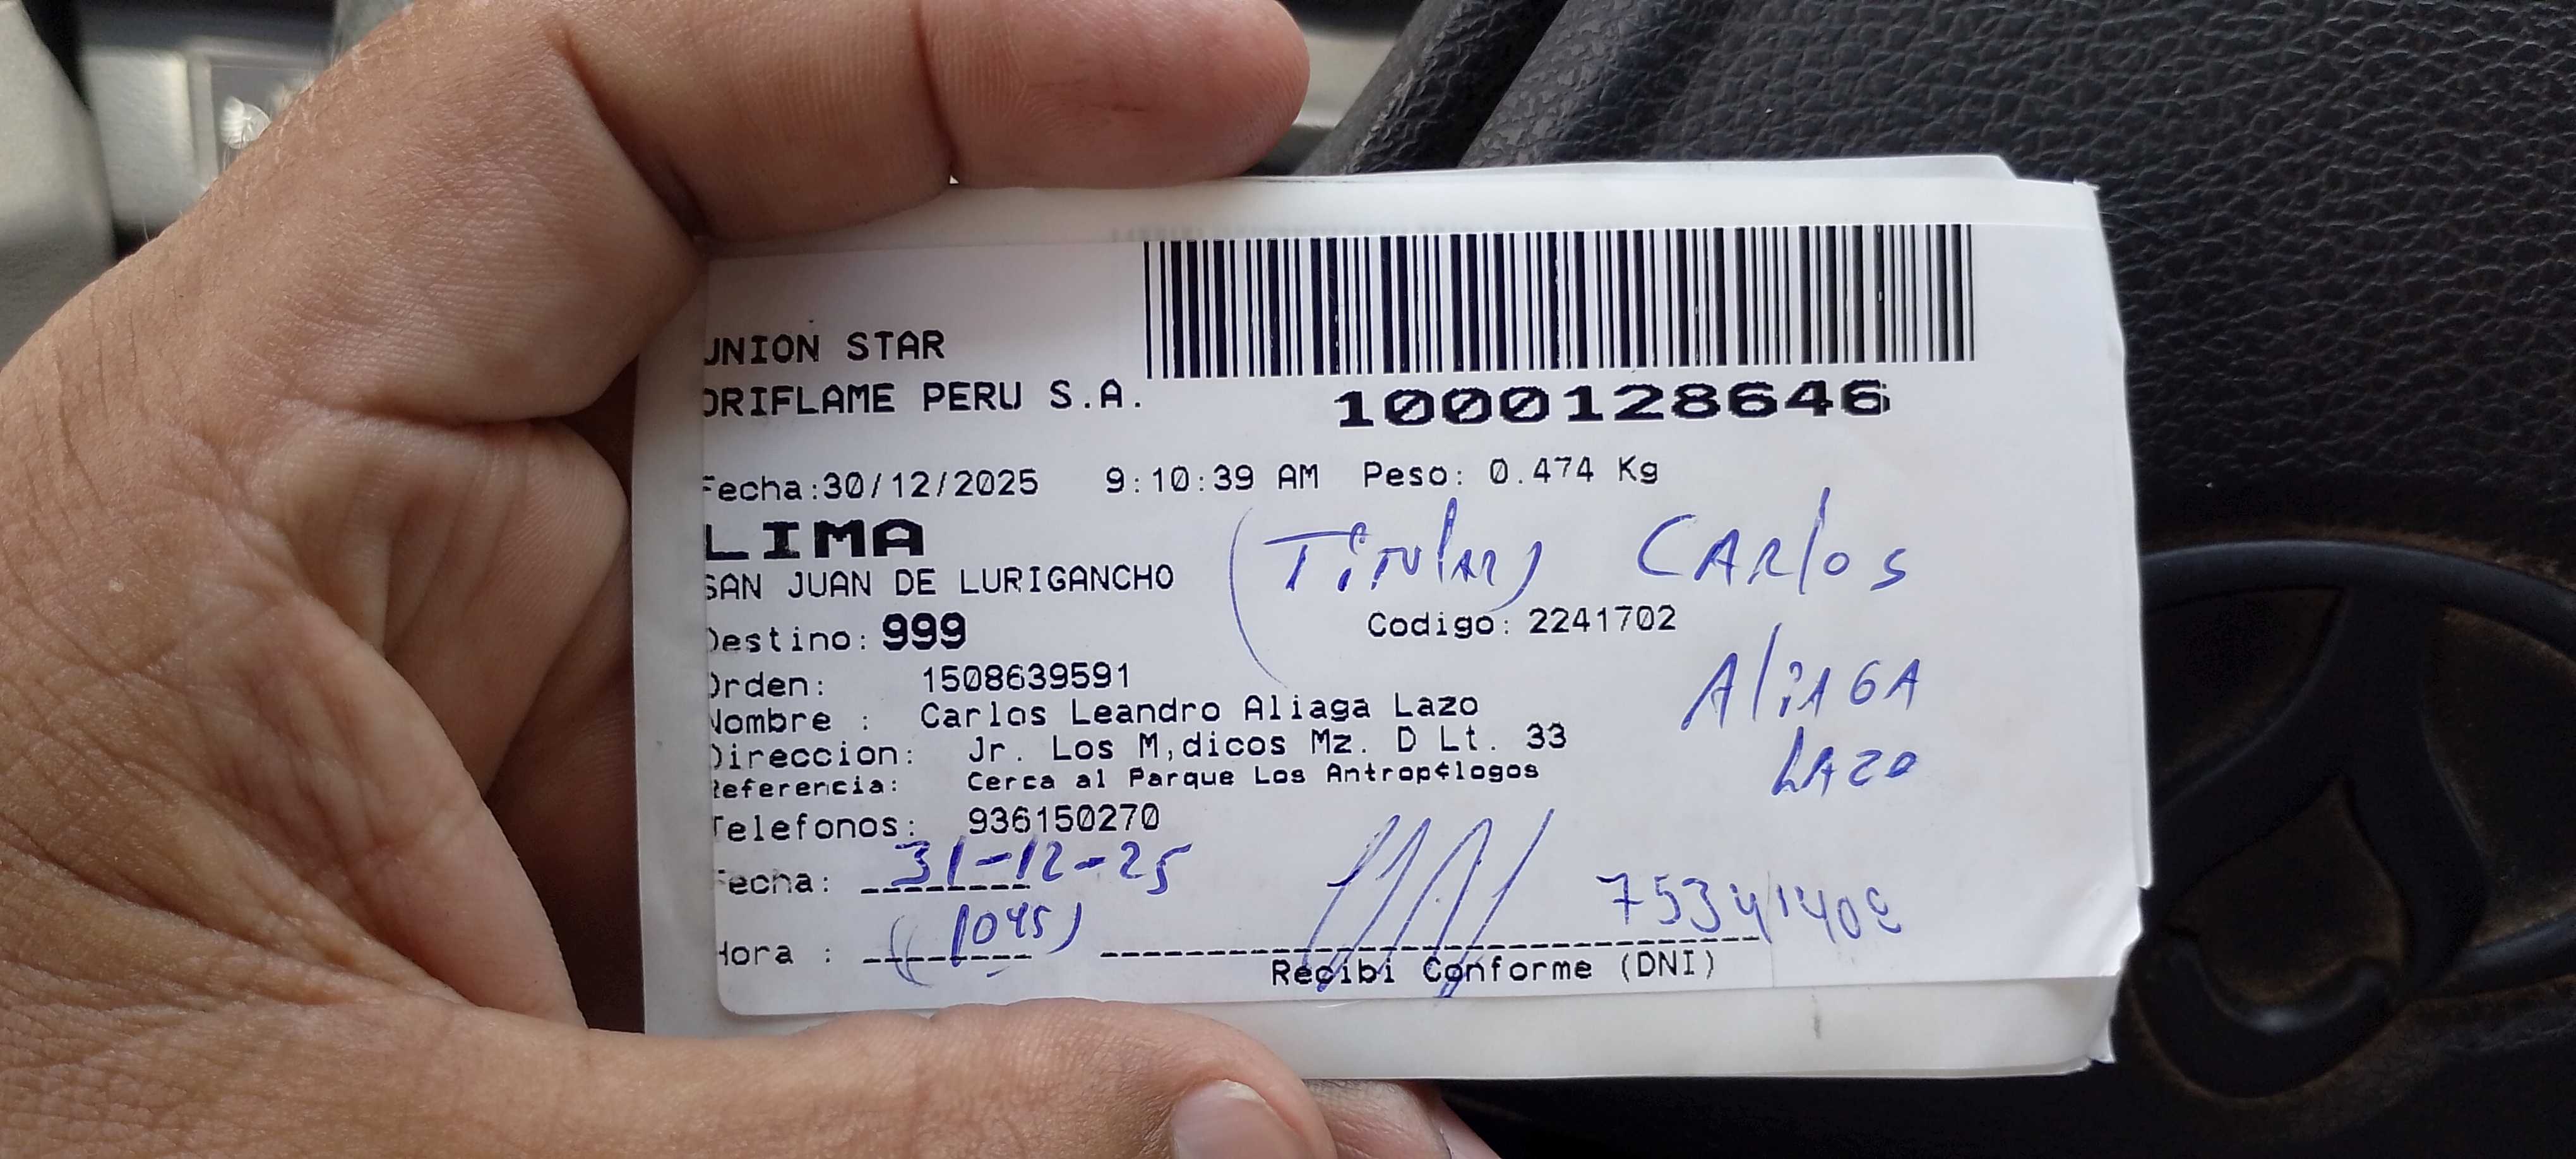 UNION STAR
ORIFLAME PERU S.A.
1000128646
Fecha:30/12/2025 9:10:39 AM Peso: 0.474 Kg
LIMA
(Titular) CARlos
SAN JUAN DE LURIGANCHO
Codigo: 2241702
Destino: 999
AliAGA
Orden: 1508639591
Nombre : Carlos Leandro Aliaga Lazo
LAZO
Direccion: Jr. Los M,dicos Mz. D Lt. 33
Referencia: Cerca al Parque Los Antrop¢logos
Telefonos: 936150270
Fecha: 31-12-25
Hora : (1045)
Recibi Conforme (DNI)